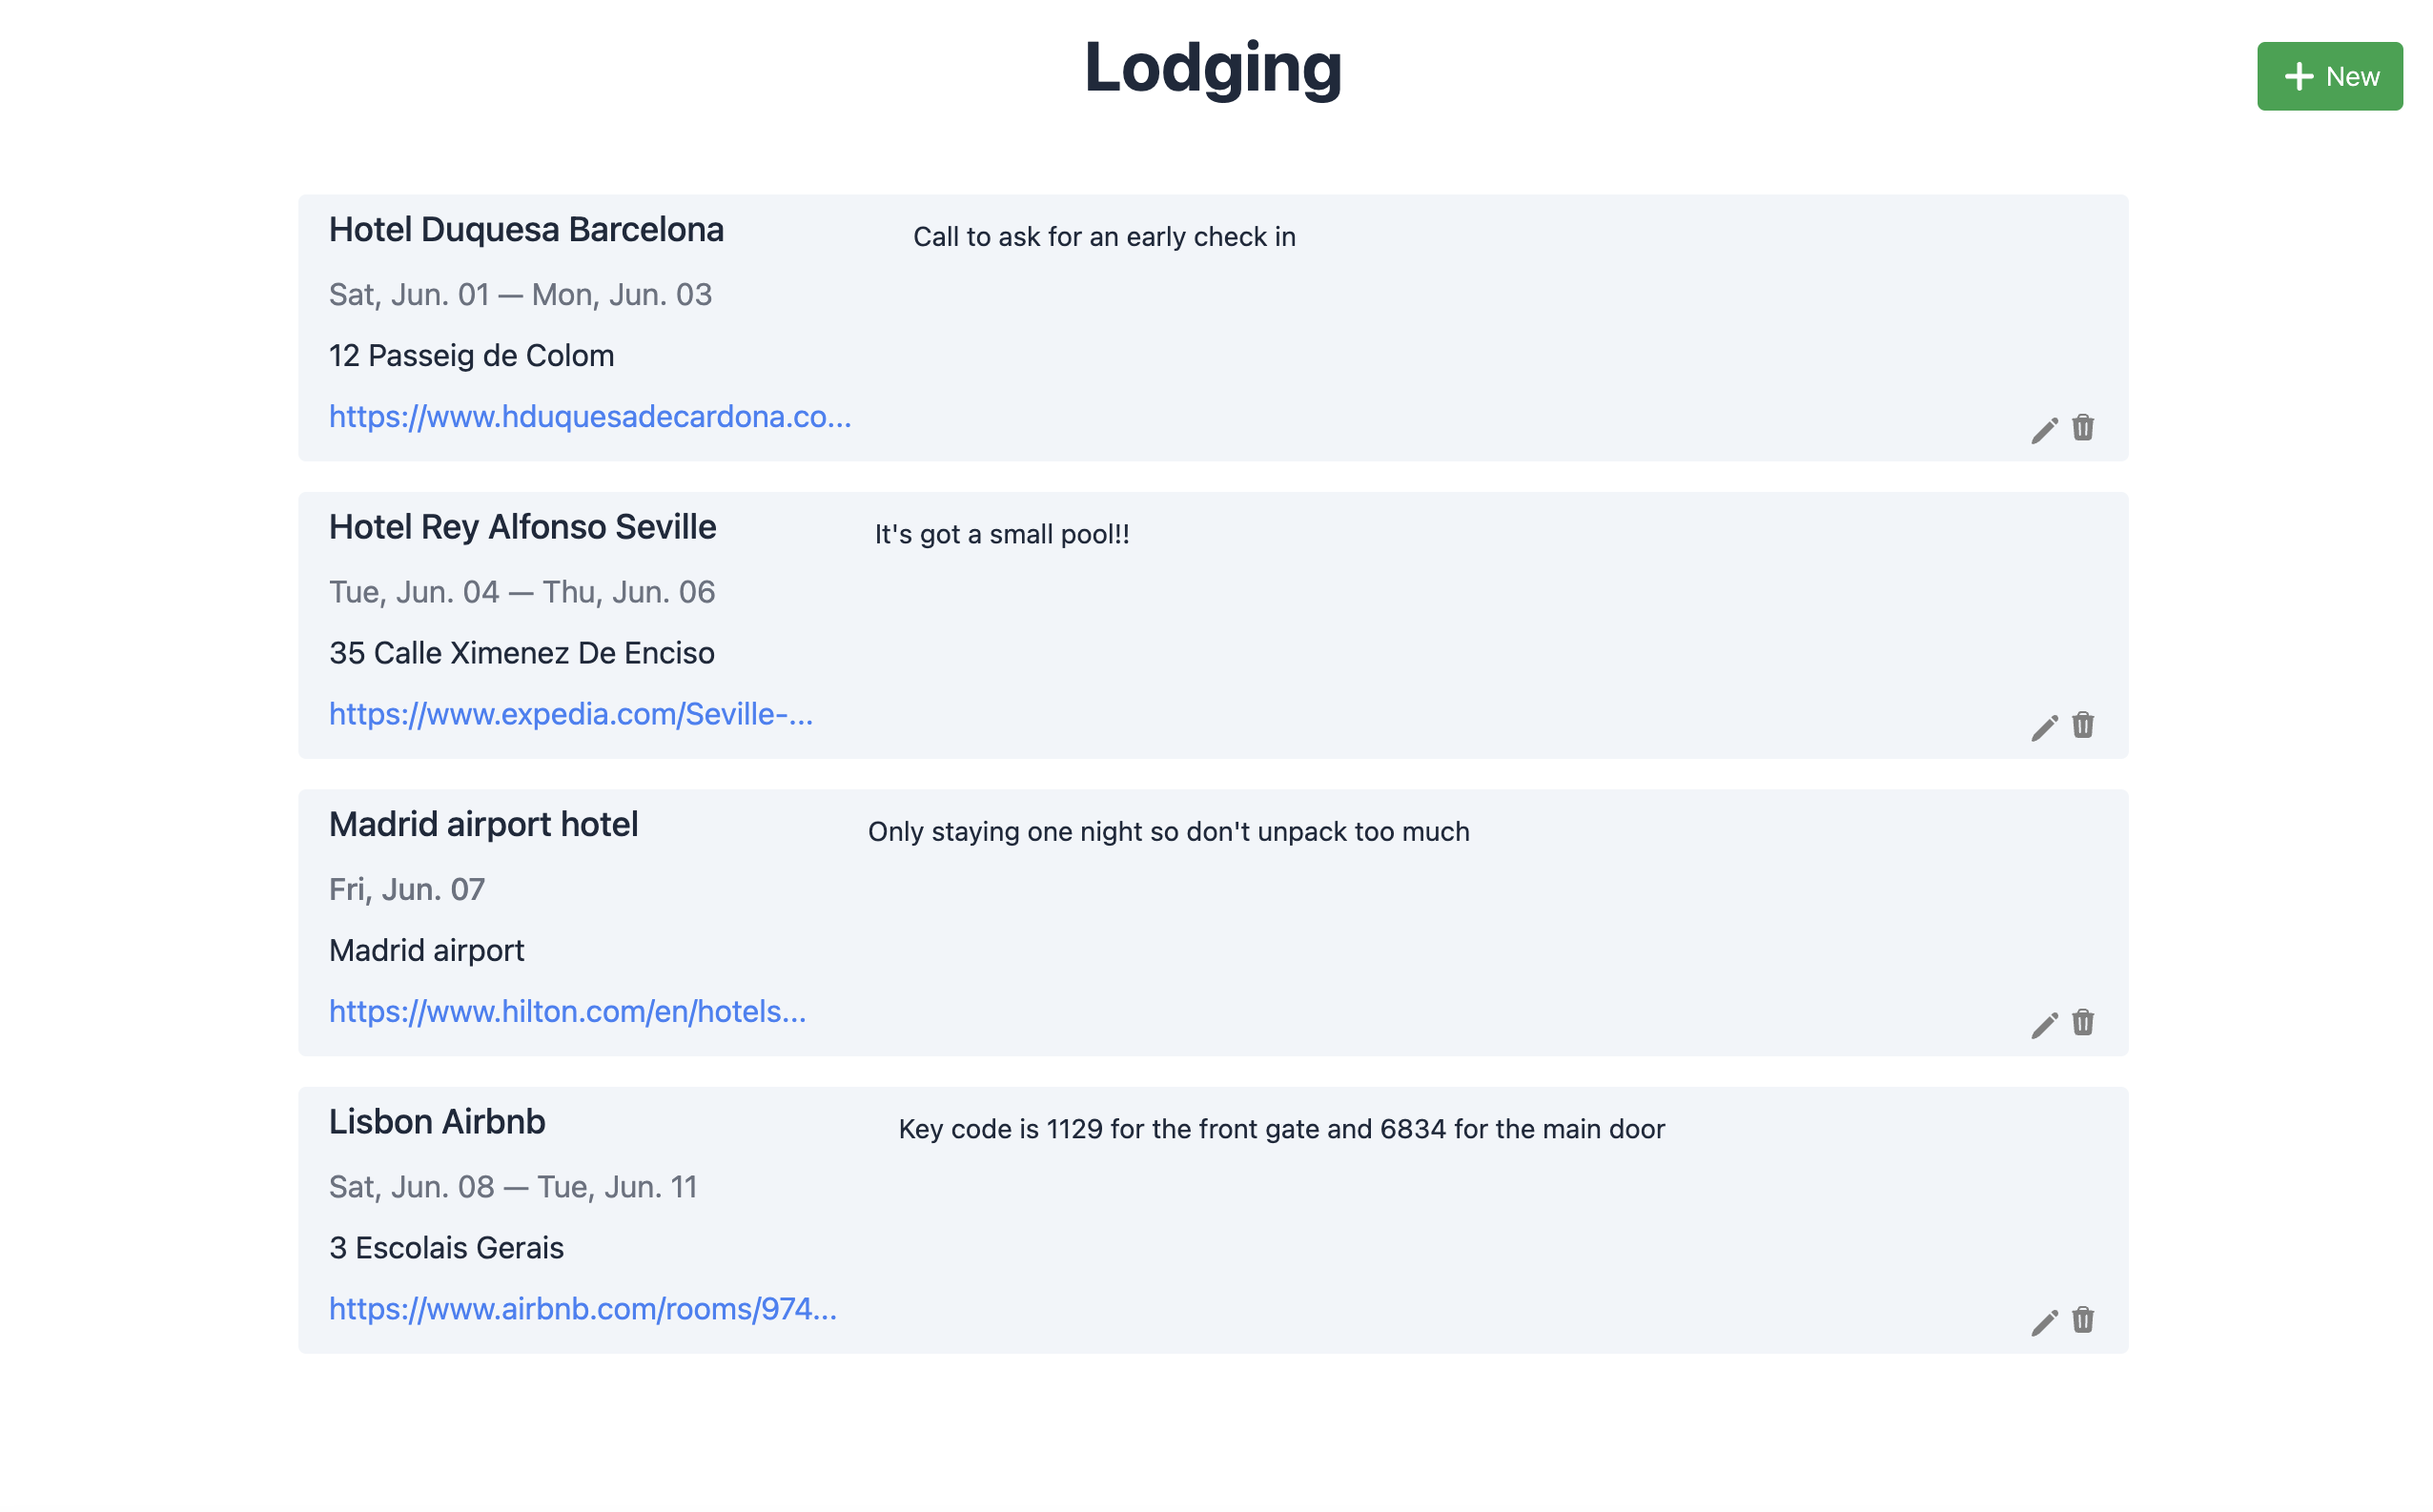 Lodging
New
Hotel Duquesa Barcelona
Call to ask for an early check in
Sat, Jun. 01 — Mon, Jun. 03
12 Passeig de Colom
https://www.hduquesadecardona.co...
Hotel Rey Alfonso Seville
It's got a small pool!!
Tue, Jun. 04 — Thu, Jun. 06
35 Calle Ximenez De Enciso
https://www.expedia.com/Seville-...
Madrid airport hotel
Only staying one night so don't unpack too much
Fri, Jun. 07
Madrid airport
https://www.hilton.com/en/hotels...
Lisbon Airbnb
Key code is 1129 for the front gate and 6834 for the main door
Sat, Jun. 08 — Tue, Jun. 11
3 Escolais Gerais
https://www.airbnb.com/rooms/974...